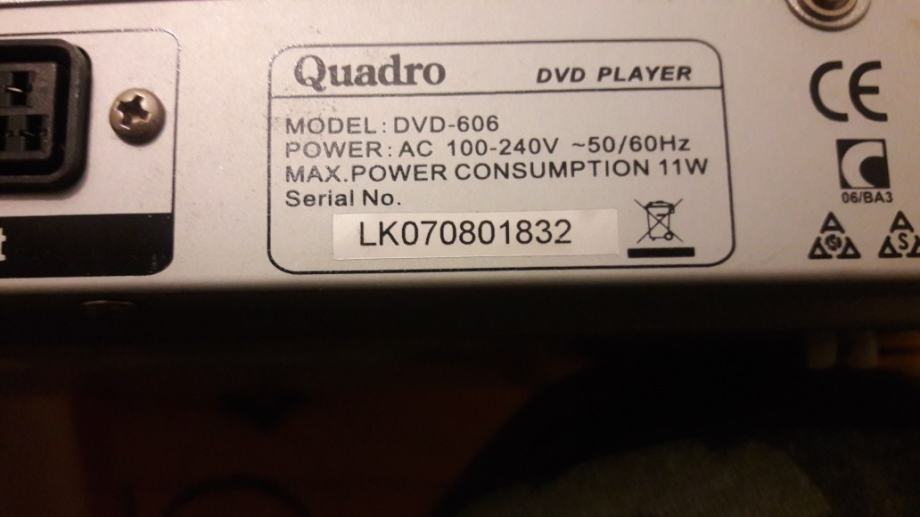 Quadro DVD PLAYER
MODEL: DVD-606
POWER: AC 100-240V ~50/60Hz
MAX.POWER CONSUMPTION 11W
Serial No.
LK070801832
CE
C
06/BA3
A
A A
A
A S
t